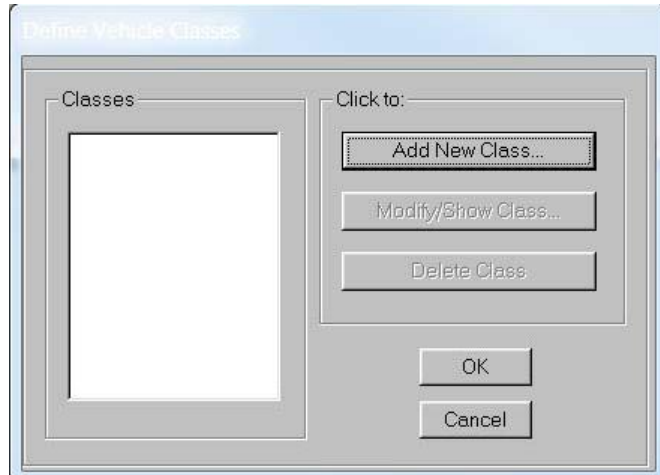 Define Vehicle Classes
Classes
Click to:
Add New Class...
Modify/Show Class...
Delete Class
OK
Cancel